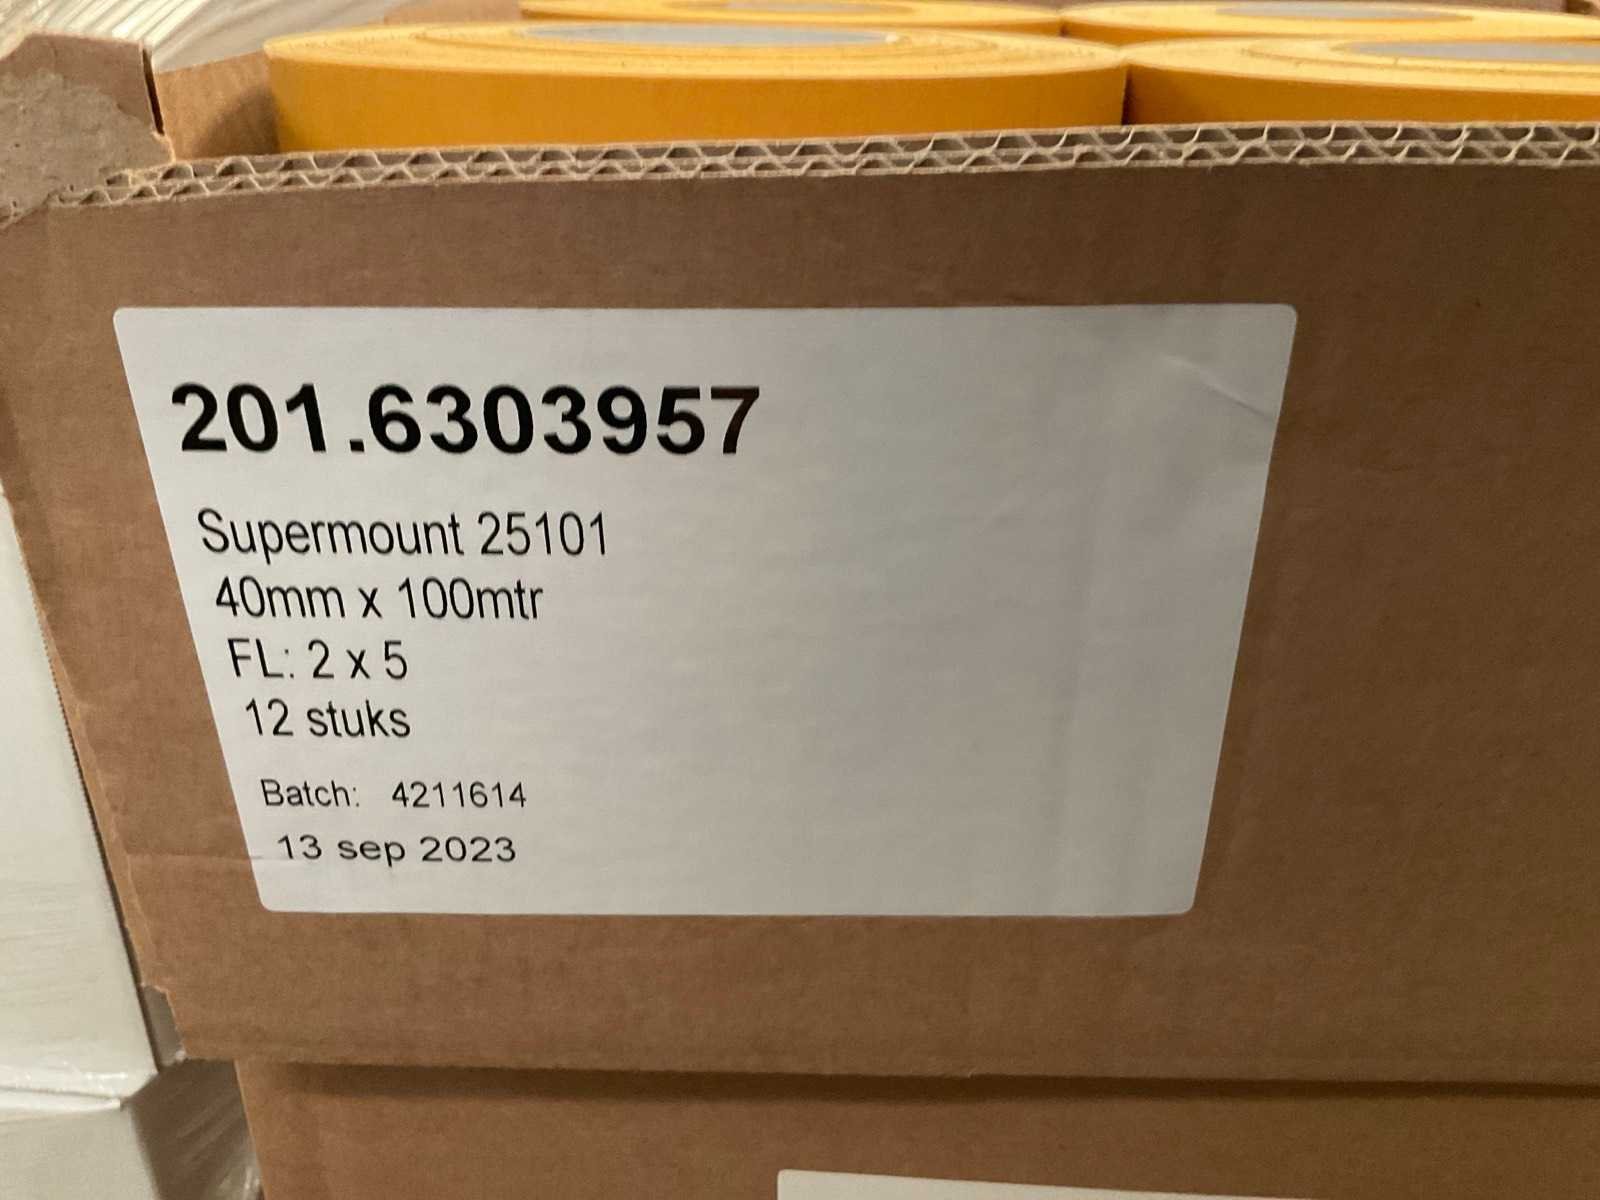 201.6303957
Supermount 25101
40mm x 100mtr
FL: 2 x 5
12 stuks
Batch: 4211614
13 sep 2023